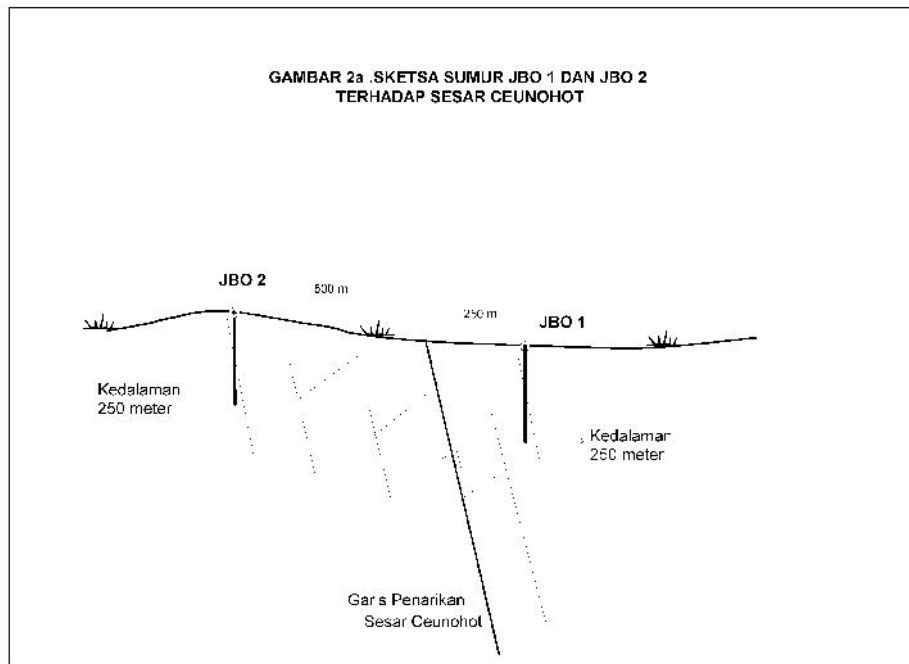 GAMBAR 2a .SKETSA SUMUR JBO 1 DAN JBO 2
TERHADAP SESAR CEUNOHOT
JBO 2
500 m
250 m
JBO 1
Kedalaman
250 meter
Kedalaman
250 meter
Gar s Penarikan
Sesar Ceunohot